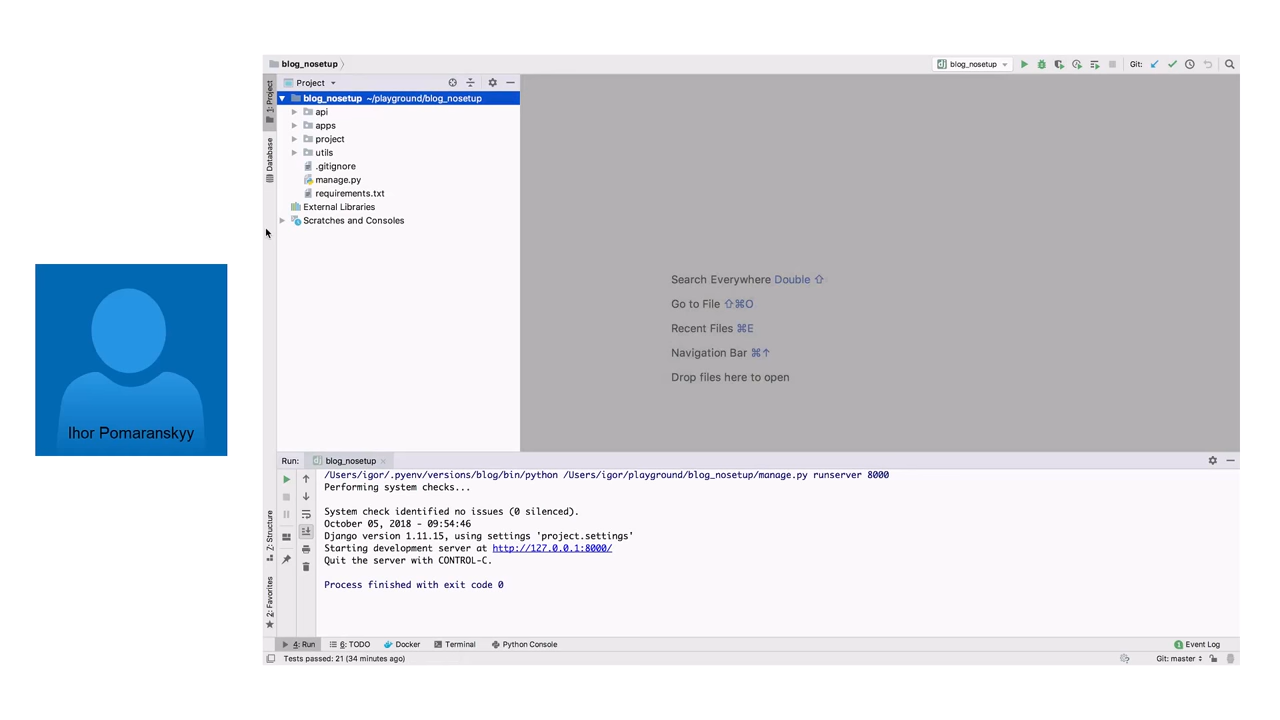 blog_nosetup
blog_nosetup
Git:
1: Project
Project
blog_nosetup ~/playground/blog_nosetup
api
apps
project
utils
.gitignore
manage.py
requirements.txt
External Libraries
Scratches and Consoles
Database
Ihor Pomaranskyy
Search Everywhere Double ⇧
Go to File ⇧⌘O
Recent Files ⌘E
Navigation Bar ⌘↑
Drop files here to open
Run: blog_nosetup
/Users/igor/.pyenv/versions/blog/bin/python /Users/igor/playground/blog_nosetup/manage.py runserver 8000
Performing system checks...
System check identified no issues (0 silenced).
October 05, 2018 - 09:54:46
Django version 1.11.15, using settings 'project.settings'
Starting development server at http://127.0.0.1:8000/
Quit the server with CONTROL-C.
Process finished with exit code 0
7: Structure
2: Favorites
4: Run 6: TODO Docker Terminal Python Console
1 Event Log
Tests passed: 21 (34 minutes ago)
Git: master